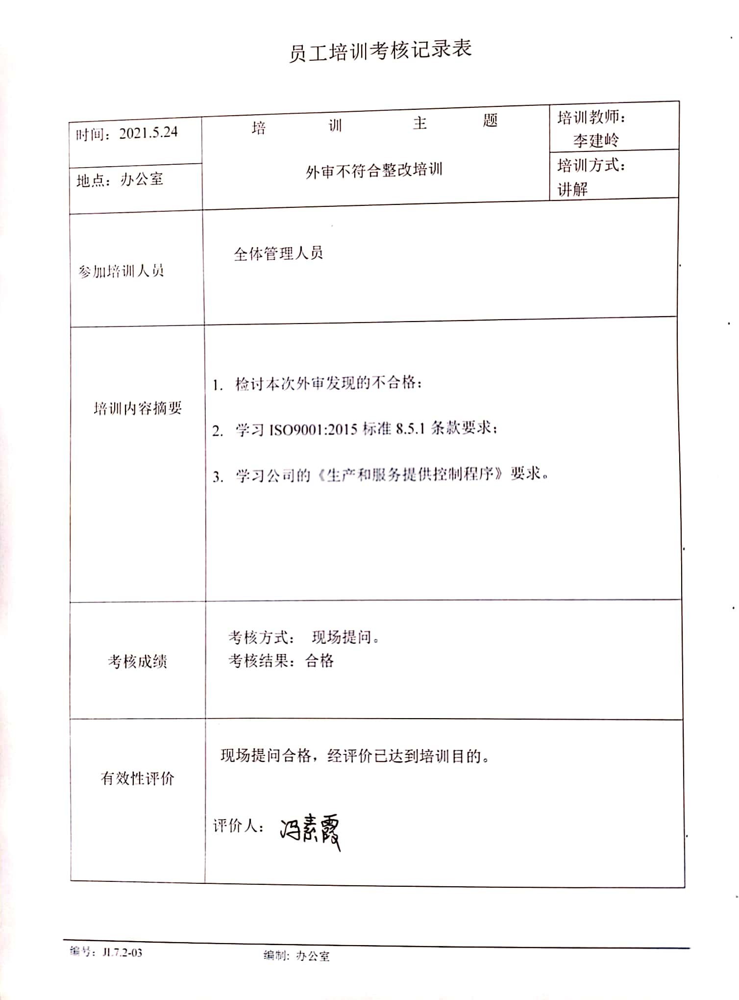 员工培训考核记录表
时间：2021.5.24
培 训 主 题
培训教师：
李建岭
地点：办公室
外审不符合整改培训
培训方式：
讲解
参加培训人员
全体管理人员
培训内容摘要
1. 检讨本次外审发现的不合格；
2. 学习 ISO9001:2015 标准 8.5.1 条款要求；
3. 学习公司的《生产和服务提供控制程序》要求。
考核成绩
考核方式： 现场提问。
考核结果：合格
有效性评价
现场提问合格，经评价已达到培训目的。
评价人： 冯素霞
编号：JL7.2-03
编制: 办公室